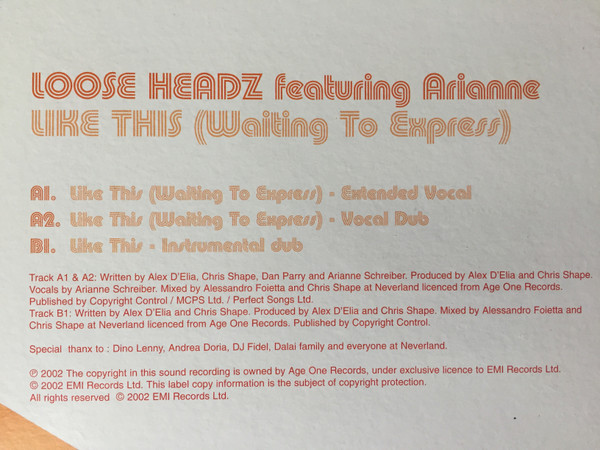 LOOSE HEADZ featuring Arianne
LIKE THIS (Waiting To Express)
A1. Like This (Waiting To Express) - Extended Vocal
A2. Like This (Waiting To Express) - Vocal Dub
B1. Like This - Instrumental dub
Track A1 & A2: Written by Alex D'Elia, Chris Shape, Dan Parry and Arianne Schreiber. Produced by Alex D'Elia and Chris Shape.
Vocals by Arianne Schreiber. Mixed by Alessandro Foietta and Chris Shape at Neverland licenced from Age One Records.
Published by Copyright Control / MCPS Ltd. / Perfect Songs Ltd.
Track B1: Written by Alex D'Elia and Chris Shape. Produced by Alex D'Elia and Chris Shape. Mixed by Alessandro Foietta and
Chris Shape at Neverland licenced from Age One Records. Published by Copyright Control.
Special thanx to : Dino Lenny, Andrea Doria, DJ Fidel, Dalai family and everyone at Neverland.
℗ 2002 The copyright in this sound recording is owned by Age One Records, under exclusive licence to EMI Records Ltd.
© 2002 EMI Records Ltd. This label copy information is the subject of copyright protection.
All rights reserved © 2002 EMI Records Ltd.